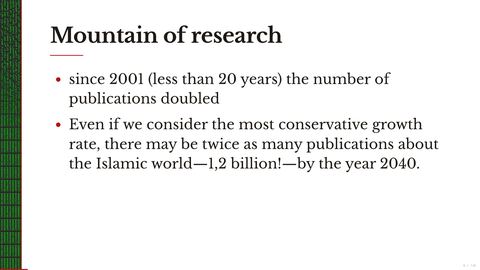 Mountain of research
• since 2001 (less than 20 years) the number of
publications doubled
• Even if we consider the most conservative growth
rate, there may be twice as many publications about
the Islamic world—1,2 billion!—by the year 2040.